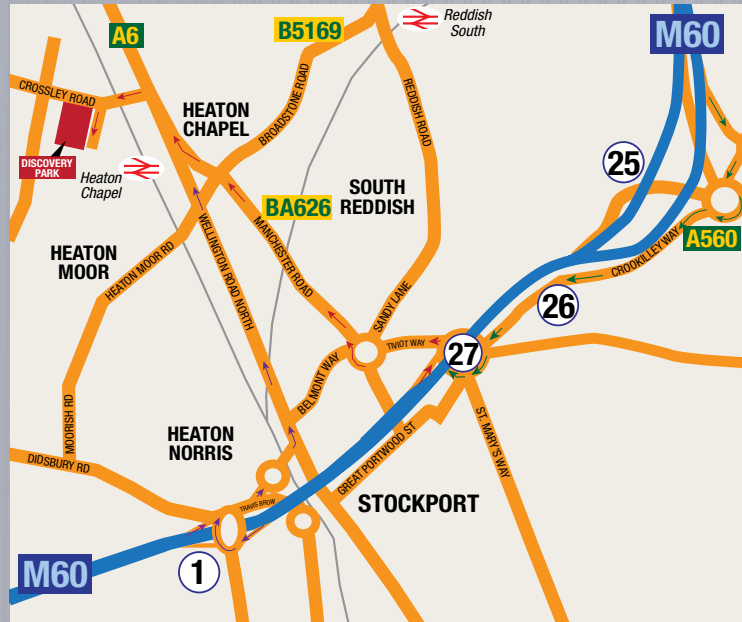 A6
B5169
Reddish
South
M60
CROSSLEY ROAD
HEATON
CHAPEL
BROADSTONE ROAD
REDDISH ROAD
DISCOVERY
PARK
Heaton
Chapel
25
SOUTH
REDDISH
BA626
A560
HEATON
MOOR
HEATON MOOR RD
WELLINGTON ROAD NORTH
MANCHESTER ROAD
CROOKILLEY WAY
26
SANDY LANE
TIVIOT WAY
27
BELMONT WAY
MOORISH RD
HEATON
NORRIS
ST. MARY'S WAY
DIDSBURY RD
GREAT PORTWOOD ST
TRAVIS BROW
STOCKPORT
M60
1